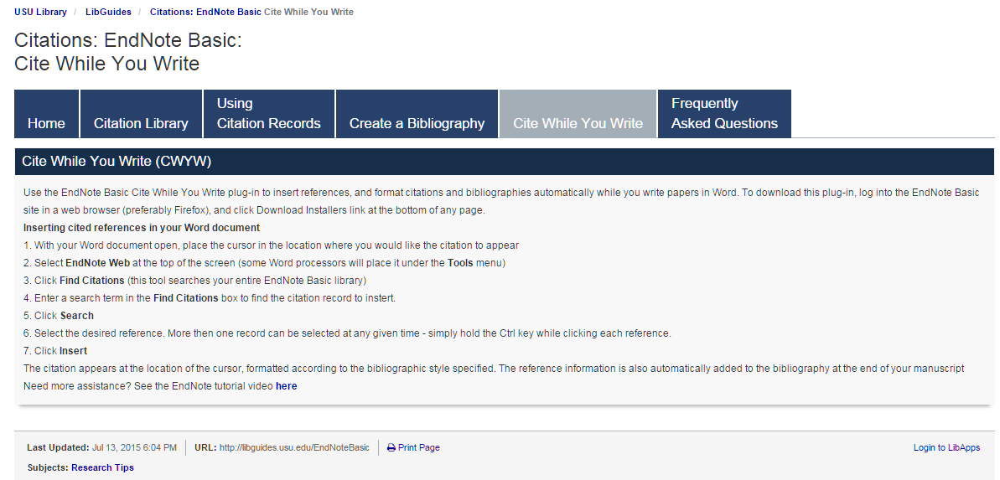 USU Library / LibGuides / Citations: EndNote Basic Cite While You Write
Citations: EndNote Basic:
Cite While You Write
Home
Citation Library
Using
Citation Records
Create a Bibliography
Cite While You Write
Frequently
Asked Questions
Cite While You Write (CWYW)
Use the EndNote Basic Cite While You Write plug-in to insert references, and format citations and bibliographies automatically while you write papers in Word. To download this plug-in, log into the EndNote Basic
site in a web browser (preferably Firefox), and click Download Installers link at the bottom of any page.
Inserting cited references in your Word document
1. With your Word document open, place the cursor in the location where you would like the citation to appear
2. Select EndNote Web at the top of the screen (some Word processors will place it under the Tools menu)
3. Click Find Citations (this tool searches your entire EndNote Basic library)
4. Enter a search term in the Find Citations box to find the citation record to instert.
5. Click Search
6. Select the desired reference. More then one record can be selected at any given time - simply hold the Ctrl key while clicking each reference.
7. Click Insert
The citation appears at the location of the cursor, formatted according to the bibliographic style specified. The reference information is also automatically added to the bibliography at the end of your manuscript
Need more assistance? See the EndNote tutorial video here
Last Updated: Jul 13, 2015 6:04 PM URL: http://libguides.usu.edu/EndNoteBasic Print Page Login to LibApps
Subjects: Research Tips